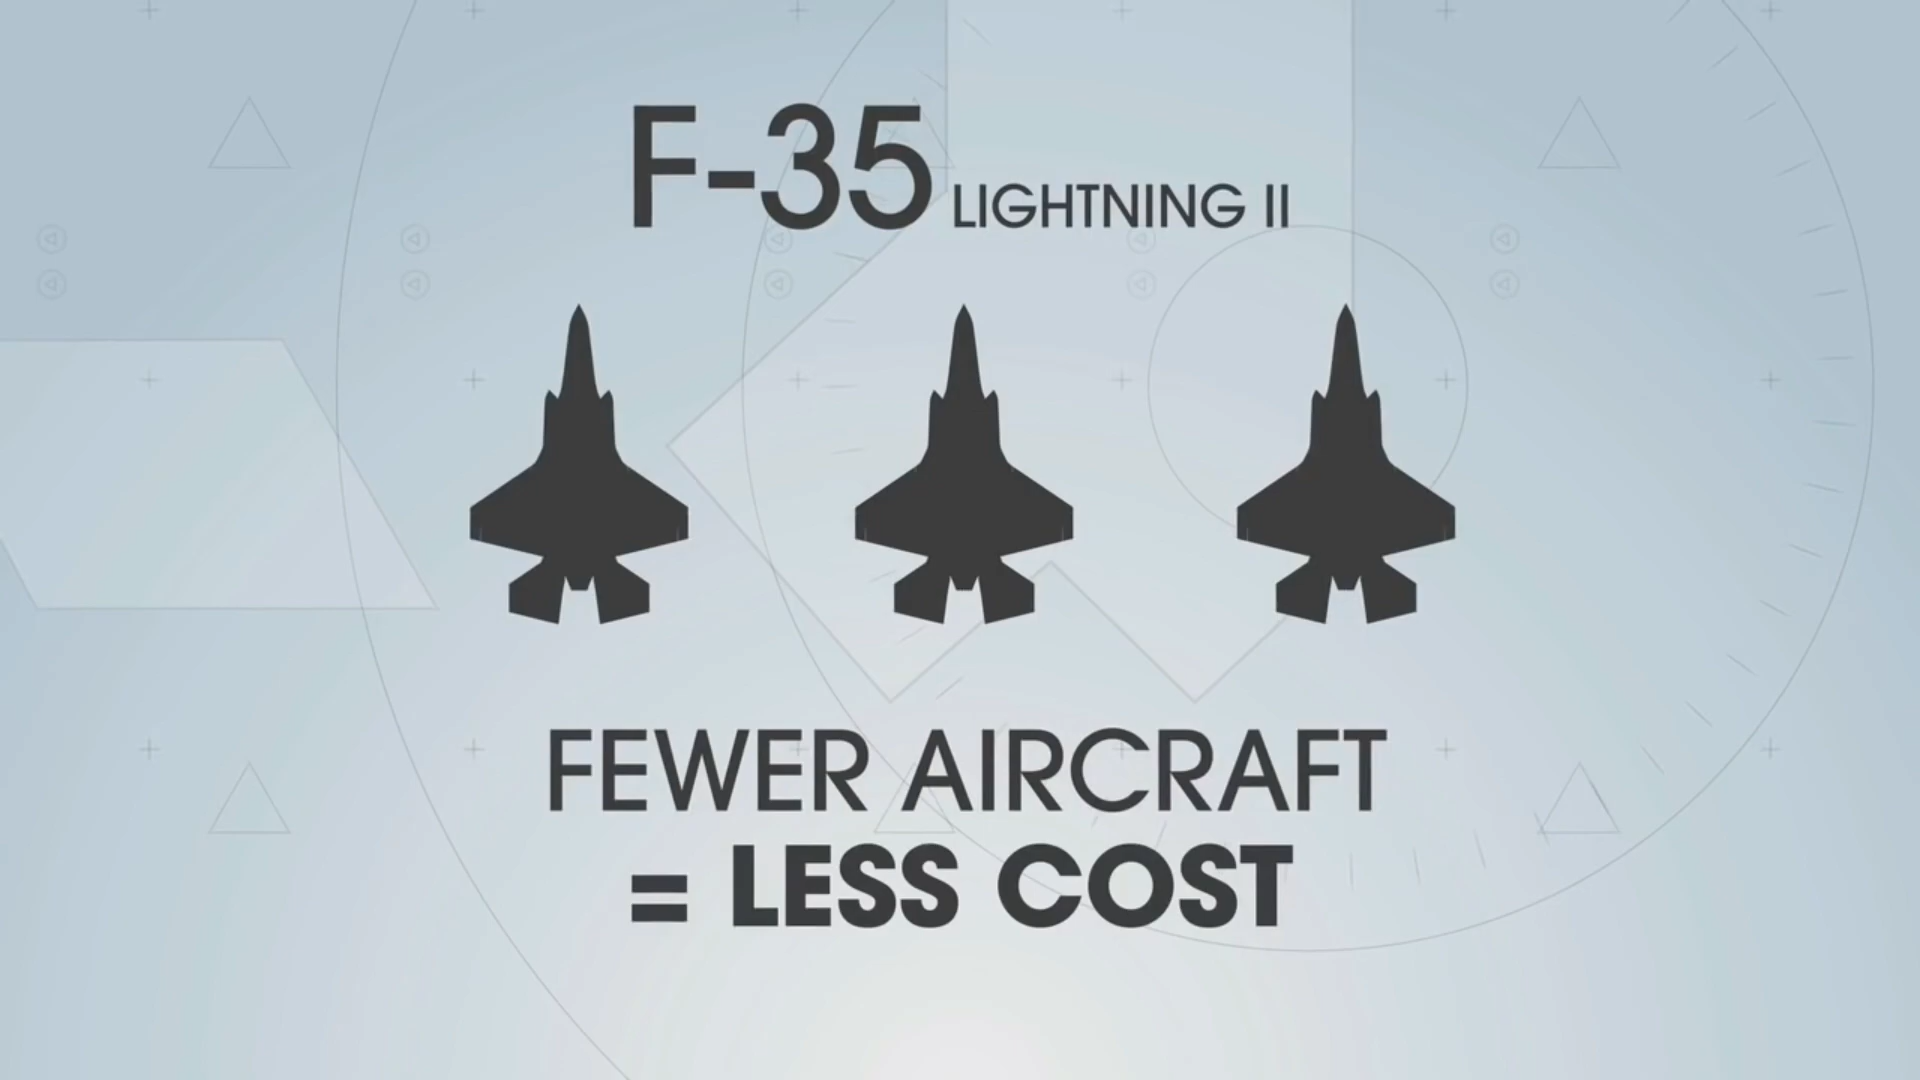 F-35 LIGHTNING II
FEWER AIRCRAFT
= LESS COST